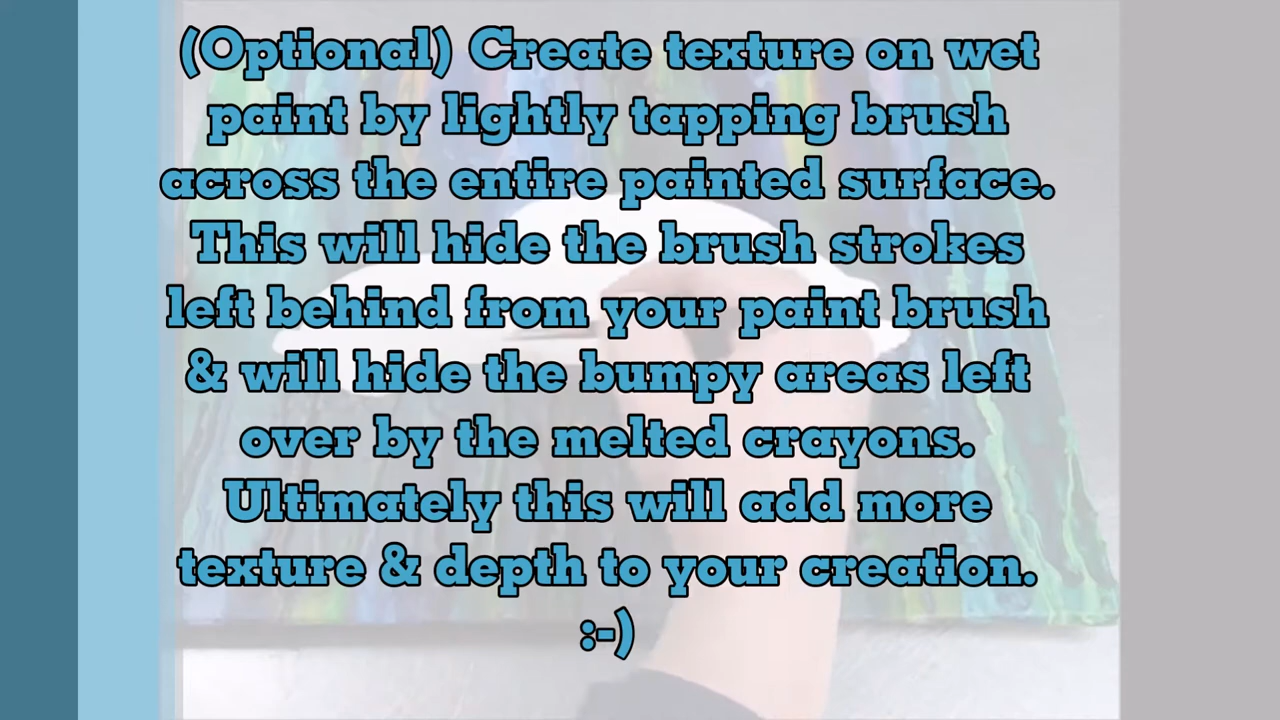 (Optional) Create texture on wet
paint by lightly tapping brush
across the entire painted surface.
This will hide the brush strokes
left behind from your paint brush
& will hide the bumpy areas left
over by the melted crayons.
Ultimately this will add more
texture & depth to your creation.
:-)